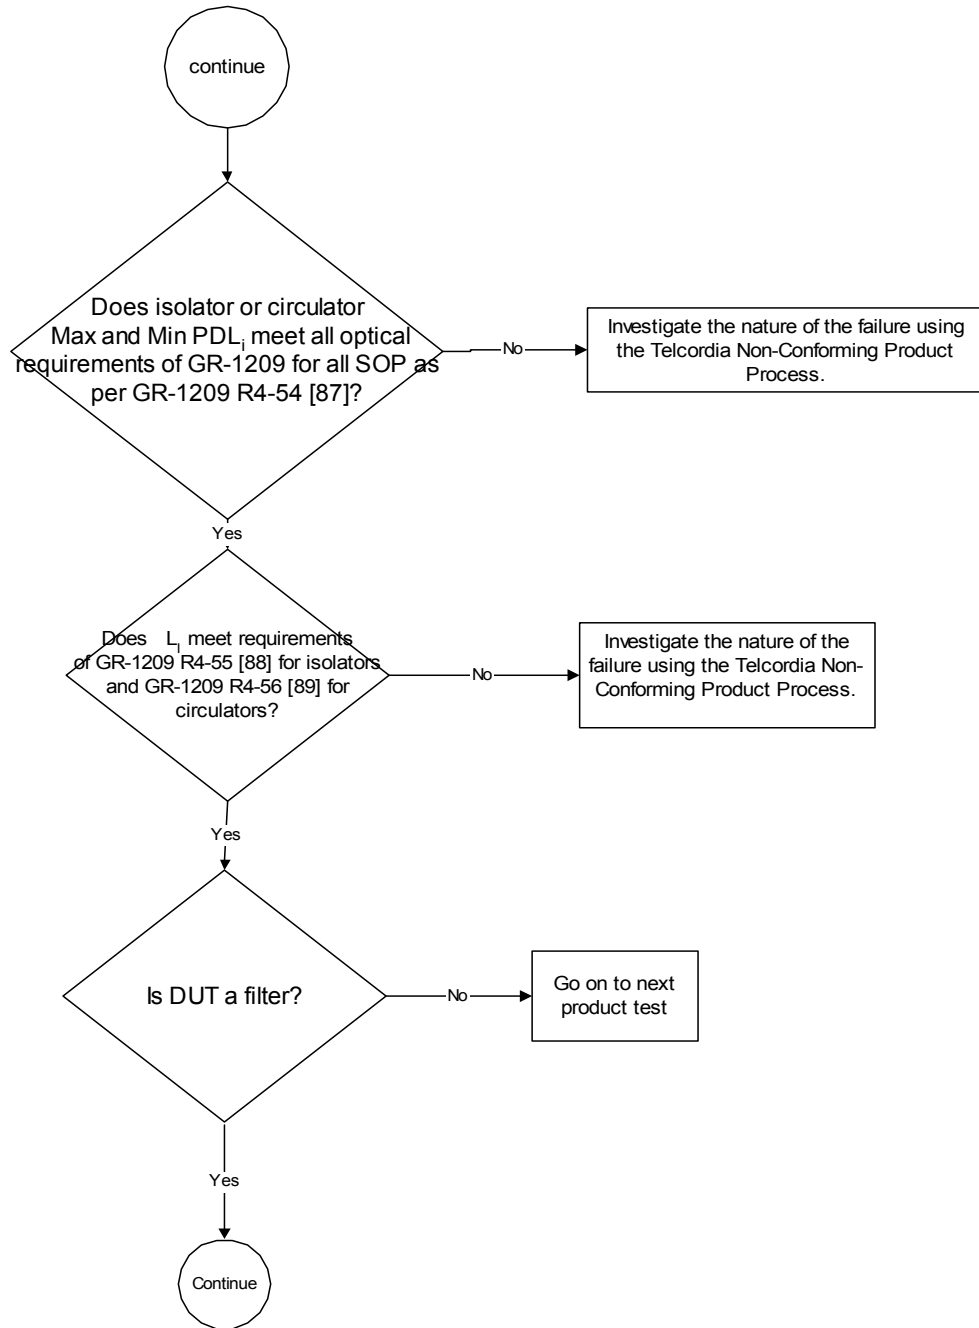 continue
Does isolator or circulator
Max and Min PDLi meet all optical
requirements of GR-1209 for all SOP as
per GR-1209 R4-54 [87]?
No
Investigate the nature of the failure using
the Telcordia Non-Conforming Product
Process.
Yes
Does Li meet requirements
of GR-1209 R4-55 [88] for isolators
and GR-1209 R4-56 [89] for
circulators?
No
Investigate the nature of the
failure using the Telcordia Non-
Conforming Product Process.
Yes
Is DUT a filter?
No
Go on to next
product test
Yes
Continue